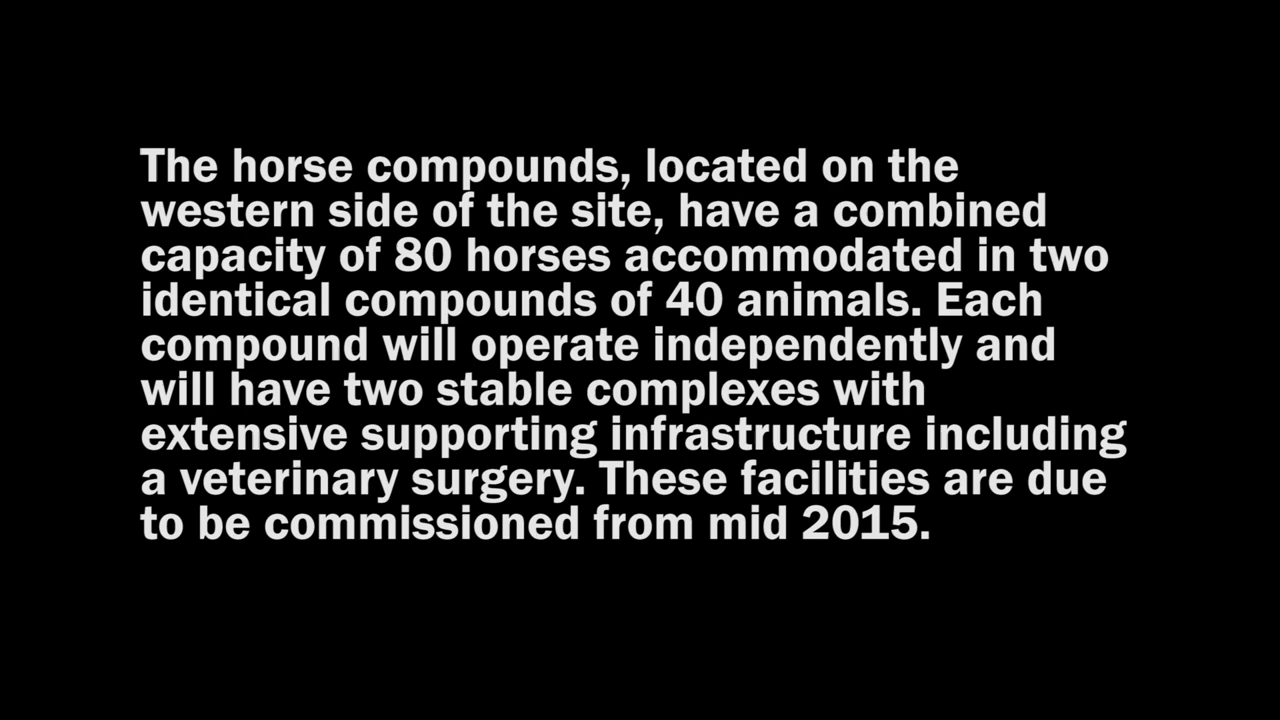 The horse compounds, located on the
western side of the site, have a combined
capacity of 80 horses accommodated in two
identical compounds of 40 animals. Each
compound will operate independently and
will have two stable complexes with
extensive supporting infrastructure including
a veterinary surgery. These facilities are due
to be commissioned from mid 2015.